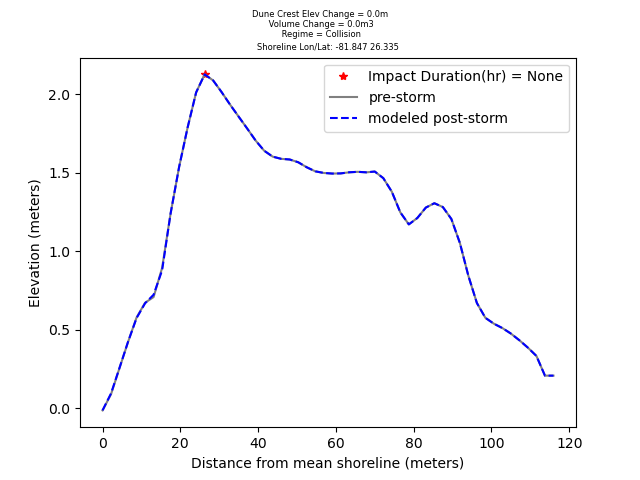 Dune Crest Elev Change = 0.0m
Volume Change = 0.0m3
Regime = Collision
Shoreline Lon/Lat: -81.847 26.335
Impact Duration(hr) = None
pre-storm
modeled post-storm
Elevation (meters)
2.0
1.5
1.0
0.5
0.0
0 20 40 60 80 100 120
Distance from mean shoreline (meters)